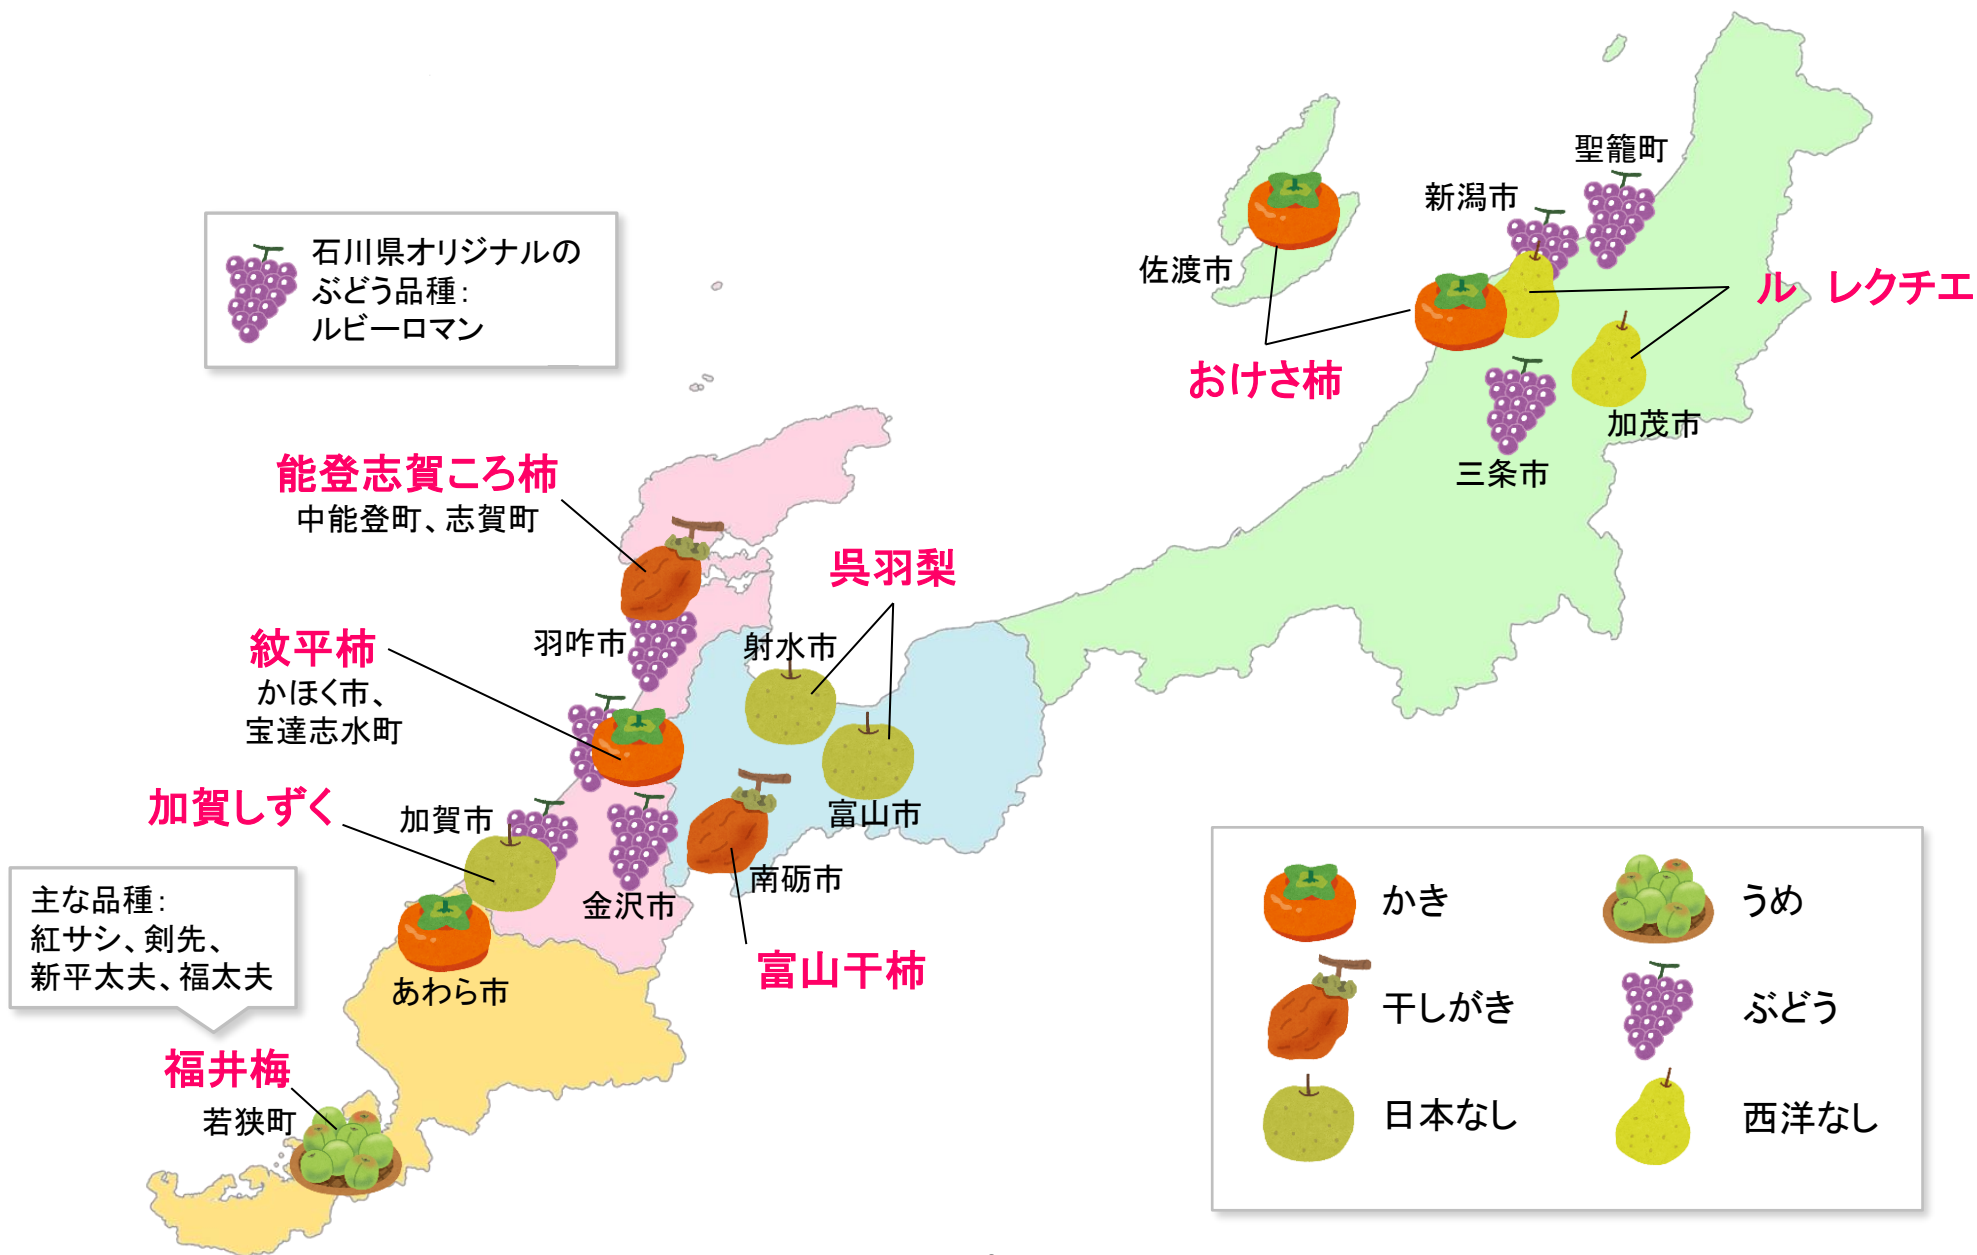 石川県オリジナルの
ぶどう品種：
ルビーロマン
聖籠町
新潟市
佐渡市
ル　レクチエ
おけさ柿
加茂市
三条市
能登志賀ころ柿
中能登町、志賀町
呉羽梨
羽咋市
射水市
紋平柿
かほく市、
宝達志水町
加賀しずく
加賀市
富山市
南砺市
金沢市
富山干柿
主な品種：
紅サシ、剣先、
新平太夫、福太夫
あわら市
福井梅
若狭町
かき
うめ
干しがき
ぶどう
日本なし
西洋なし